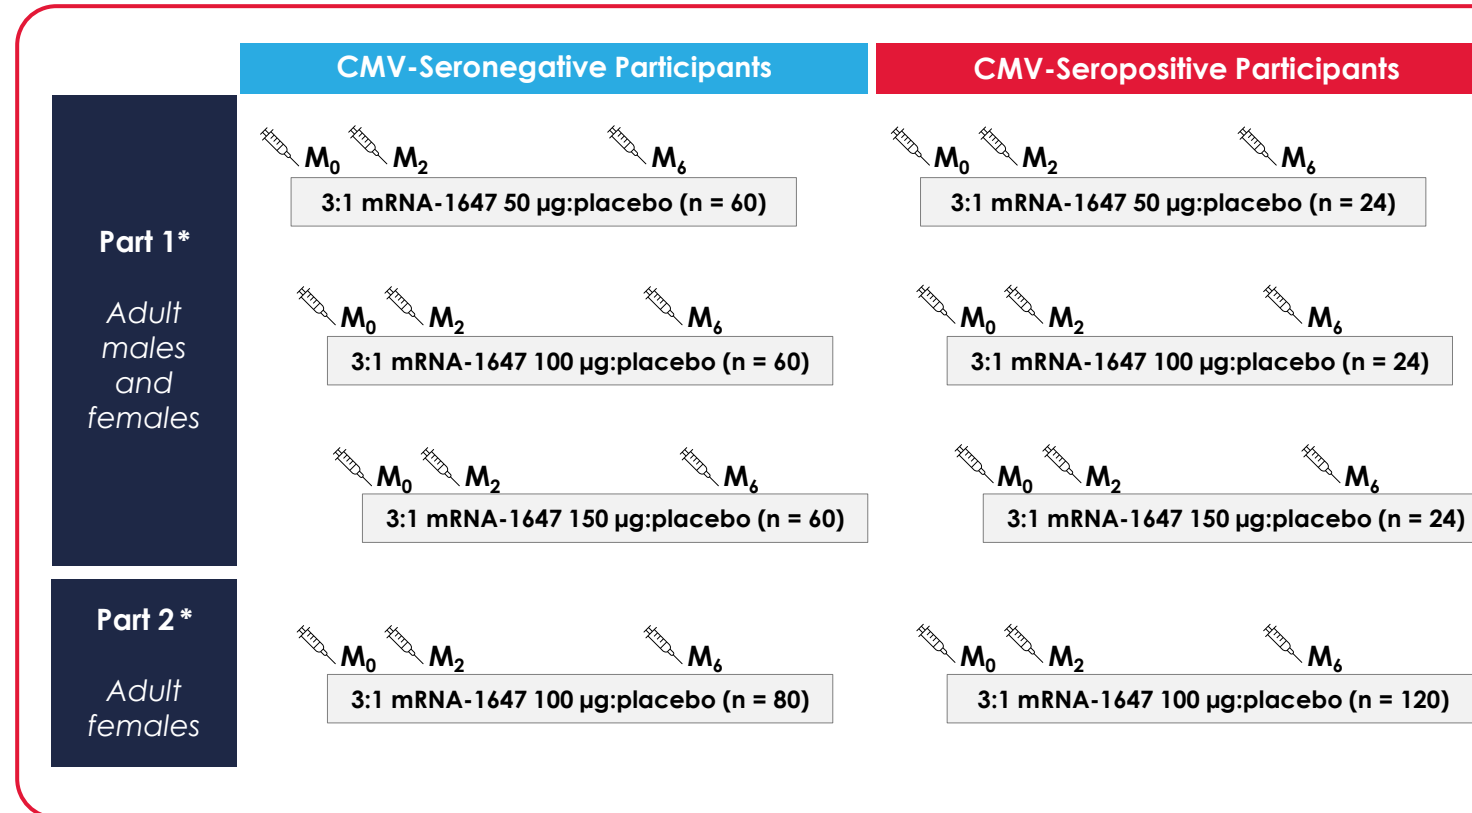 CMV-Seronegative Participants
CMV-Seropositive Participants
Part 1*
Adult
males
and
females
M₀ M₂ M₆
3:1 mRNA-1647 50 µg:placebo (n = 60)
M₀ M₂ M₆
3:1 mRNA-1647 50 µg:placebo (n = 24)
M₀ M₂ M₆
3:1 mRNA-1647 100 µg:placebo (n = 60)
M₀ M₂ M₆
3:1 mRNA-1647 100 µg:placebo (n = 24)
M₀ M₂ M₆
3:1 mRNA-1647 150 µg:placebo (n = 60)
M₀ M₂ M₆
3:1 mRNA-1647 150 µg:placebo (n = 24)
Part 2*
Adult
females
M₀ M₂ M₆
3:1 mRNA-1647 100 µg:placebo (n = 80)
M₀ M₂ M₆
3:1 mRNA-1647 100 µg:placebo (n = 120)